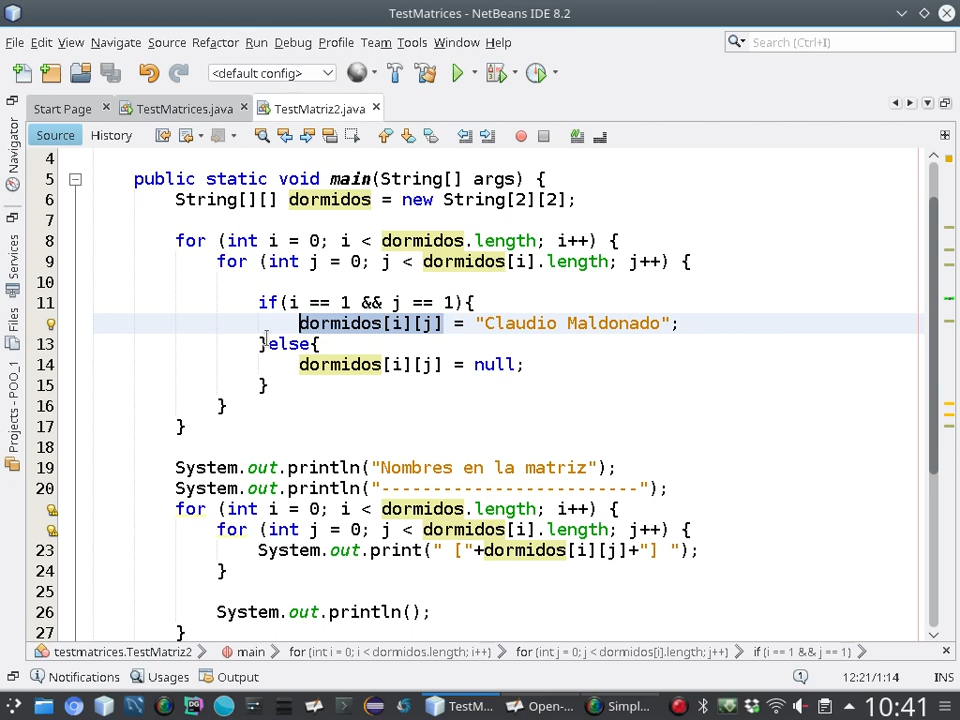 TestMatrices - NetBeans IDE 8.2
File Edit View Navigate Source Refactor Run Debug Profile Team Tools Window Help
Search (Ctrl+I)
<default config>
Start Page TestMatrices.java TestMatriz2.java
Source History
Navigator
Services
Files
Projects - POO_1
4
5 public static void main(String[] args) {
6 String[][] dormidos = new String[2][2];
7
8 for (int i = 0; i < dormidos.length; i++) {
9 for (int j = 0; j < dormidos[i].length; j++) {
10
11 if(i == 1 && j == 1){
dormidos[i][j] = "Claudio Maldonado";
13 }else{
14 dormidos[i][j] = null;
15 }
16 }
17 }
18
19 System.out.println("Nombres en la matriz");
20 System.out.println("-------------------------");
for (int i = 0; i < dormidos.length; i++) {
for (int j = 0; j < dormidos[i].length; j++) {
23 System.out.print(" ["+dormidos[i][j]+"] ");
24 }
25
26 System.out.println();
27 }
testmatrices.TestMatriz2 main for (int i = 0; i < dormidos.length; i++) for (int j = 0; j < dormidos[i].length; j++) if (i == 1 && j == 1)
Notifications Usages Output 12:21/1:14 INS
TestM... Open-... Simpl... 10:41